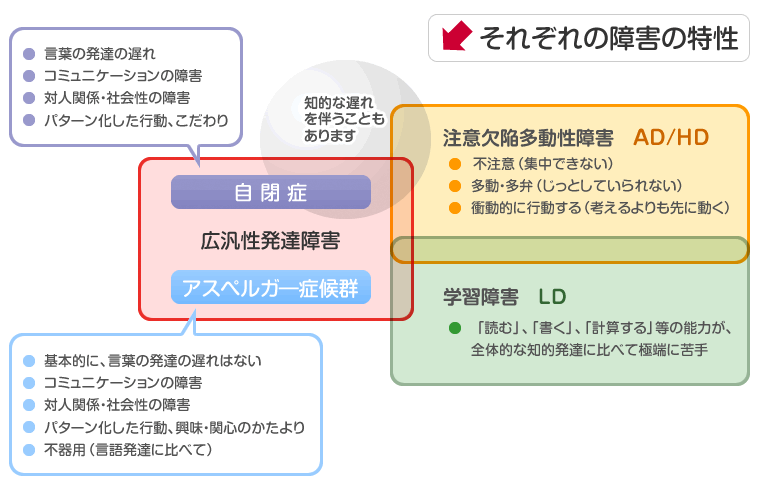 それぞれの障害の特性
言葉の発達の遅れ
コミュニケーションの障害
対人関係・社会性の障害
パターン化した行動、こだわり
知的な遅れ
を伴うことも
あります
自閉症
広汎性発達障害
アスペルガー症候群
基本的に、言葉の発達の遅れはない
コミュニケーションの障害
対人関係・社会性の障害
パターン化した行動、興味・関心のかたより
不器用（言語発達に比べて）
注意欠陥多動性障害　AD/HD
不注意（集中できない）
多動・多弁（じっとしていられない）
衝動的に行動する（考えるよりも先に動く）
学習障害　LD
「読む」、「書く」、「計算する」等の能力が、
全体的な知的発達に比べて極端に苦手